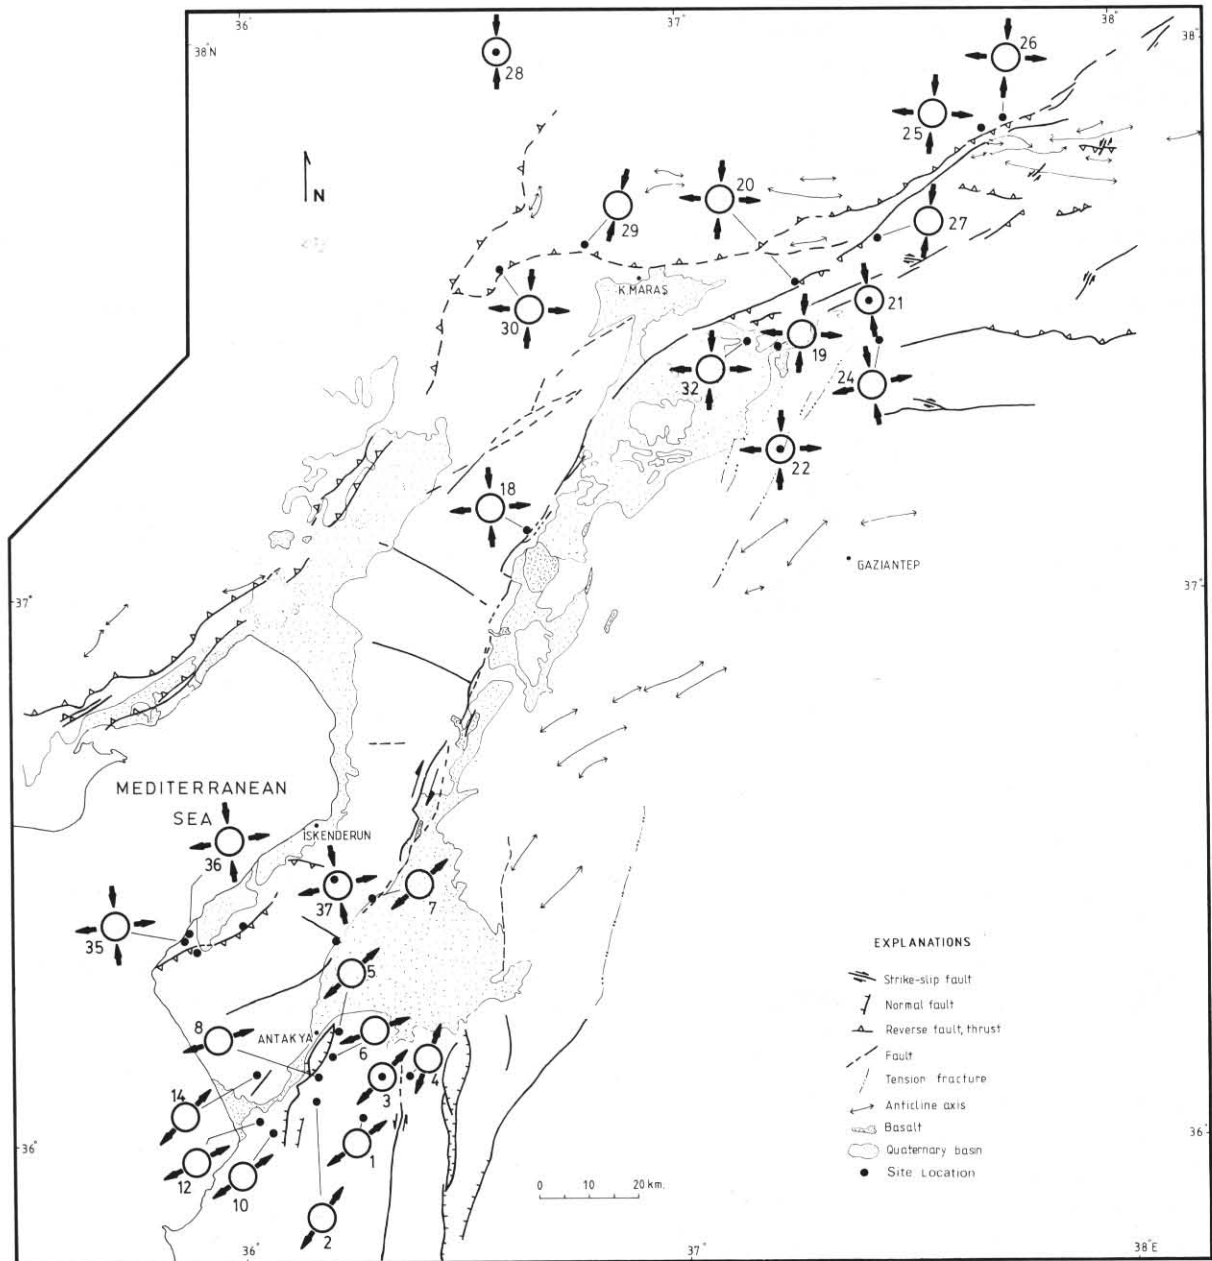 36°
37°
38
38°N
38°
28
26
25
N
20
29
27
K.MARAŞ
30
21
19
32
24
22
18
GAZIANTEP
37°
37°
MEDITERRANEAN
SEA
36
İSKENDERUN
37
7
35
EXPLANATIONS
Strike-slip fault
Normal fault
Reverse fault, thrust
Fault
Tension fracture
Anticline axis
Basalt
Quaternary basin
Site Location
5
8
ANTAKYA
6
4
3
14
36°
36°
1
12
10
2
0 10 20 km.
36°
37°
38°E